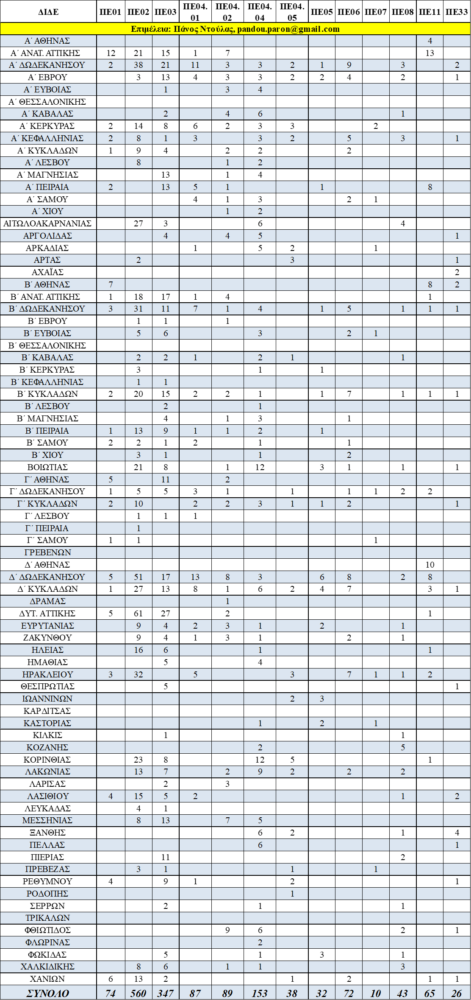 ΔΙΔΕ ΠΕ01 ΠΕ02 ΠΕ03 ΠΕ04.01 ΠΕ04.02 ΠΕ04.04 ΠΕ04.05 ΠΕ05 ΠΕ06 ΠΕ07 ΠΕ08 ΠΕ11 ΠΕ33
Επιμέλεια: Πάνος Ντούλας, pandou.paron@gmail.com
Α΄ ΑΘΗΝΑΣ 4
Α΄ ΑΝΑΤ. ΑΤΤΙΚΗΣ 12 21 15 1 7 13
Α΄ ΔΩΔΕΚΑΝΗΣΟΥ 2 38 21 11 3 3 2 1 9 3 2
Α΄ ΕΒΡΟΥ 3 13 4 3 3 2 2 4 2 1
Α΄ ΕΥΒΟΙΑΣ 1 3 4
Α΄ ΘΕΣΣΑΛΟΝΙΚΗΣ
Α΄ ΚΑΒΑΛΑΣ 2 4 6 1
Α΄ ΚΕΡΚΥΡΑΣ 2 14 8 6 2 3 3 2
Α΄ ΚΕΦΑΛΛΗΝΙΑΣ 2 8 1 3 3 2 5 3 1
Α΄ ΚΥΚΛΑΔΩΝ 1 9 4 2 2 2
Α΄ ΛΕΣΒΟΥ 8 1 2
Α΄ ΜΑΓΝΗΣΙΑΣ 13 1 4
Α΄ ΠΕΙΡΑΙΑ 2 13 5 1 1 8
Α΄ ΣΑΜΟΥ 4 1 3 2 1
Α΄ ΧΙΟΥ 1 2
ΑΙΤΩΛΟΑΚΑΡΝΑΝΙΑΣ 27 3 6 4
ΑΡΓΟΛΙΔΑΣ 4 4 5 1
ΑΡΚΑΔΙΑΣ 1 5 2 1
ΑΡΤΑΣ 2 3 1
ΑΧΑΪΑΣ 2
Β΄ ΑΘΗΝΑΣ 7 8 2
Β΄ ΑΝΑΤ. ΑΤΤΙΚΗΣ 1 18 17 1 4 1
Β΄ ΔΩΔΕΚΑΝΗΣΟΥ 3 31 11 7 1 4 1 5 1 1 1
Β΄ ΕΒΡΟΥ 1 1 1
Β΄ ΕΥΒΟΙΑΣ 5 6 3 2 1
Β΄ ΘΕΣΣΑΛΟΝΙΚΗΣ
Β΄ ΚΑΒΑΛΑΣ 2 2 1 2 1 1
Β΄ ΚΕΡΚΥΡΑΣ 3 1 1
Β΄ ΚΕΦΑΛΛΗΝΙΑΣ 1 1
Β΄ ΚΥΚΛΑΔΩΝ 2 20 15 2 2 1 1 7 1 1 1
Β΄ ΛΕΣΒΟΥ 2 1
Β΄ ΜΑΓΝΗΣΙΑΣ 4 1 3 1
Β΄ ΠΕΙΡΑΙΑ 1 13 9 1 1 2 1
Β΄ ΣΑΜΟΥ 2 2 1 2 1 1
Β΄ ΧΙΟΥ 3 1 1 2
ΒΟΙΩΤΙΑΣ 21 8 1 12 3 1 1 1
Γ΄ ΑΘΗΝΑΣ 5 11 2
Γ΄ ΔΩΔΕΚΑΝΗΣΟΥ 1 5 5 3 1 1 1 1 2 2
Γ΄ ΚΥΚΛΑΔΩΝ 2 10 2 2 3 1 1 2 1
Γ΄ ΛΕΣΒΟΥ 1 1 1
Γ΄ ΠΕΙΡΑΙΑ 1
Γ΄ ΣΑΜΟΥ 1 1 1
ΓΡΕΒΕΝΩΝ
Δ΄ ΑΘΗΝΑΣ 10
Δ΄ ΔΩΔΕΚΑΝΗΣΟΥ 5 51 17 13 8 3 6 8 2 8
Δ΄ ΚΥΚΛΑΔΩΝ 1 27 13 8 1 6 2 4 7 3 1
ΔΡΑΜΑΣ 1
ΔΥΤ. ΑΤΤΙΚΗΣ 5 61 27 2 1
ΕΥΡΥΤΑΝΙΑΣ 9 4 2 3 1 2 1
ΖΑΚΥΝΘΟΥ 9 4 1 3 1 2 1
ΗΛΕΙΑΣ 16 6 1 1
ΗΜΑΘΙΑΣ 5 4
ΗΡΑΚΛΕΙΟΥ 3 32 5 3 7 1 1 2
ΘΕΣΠΡΩΤΙΑΣ 5 1
ΙΩΑΝΝΙΝΩΝ 2 3
ΚΑΡΔΙΤΣΑΣ
ΚΑΣΤΟΡΙΑΣ 1 2 1
ΚΙΛΚΙΣ 1 1
ΚΟΖΑΝΗΣ 2 5
ΚΟΡΙΝΘΙΑΣ 23 8 12 5 1
ΛΑΚΩΝΙΑΣ 13 7 2 9 2 2 2
ΛΑΡΙΣΑΣ 2 3
ΛΑΣΙΘΙΟΥ 4 15 5 2 1 2
ΛΕΥΚΑΔΑΣ 4 1
ΜΕΣΣΗΝΙΑΣ 8 13 7 5
ΞΑΝΘΗΣ 6 2 1 4
ΠΕΛΛΑΣ 6 1
ΠΙΕΡΙΑΣ 11 2
ΠΡΕΒΕΖΑΣ 3 1 1 1
ΡΕΘΥΜΝΟΥ 4 9 1 2 1
ΡΟΔΟΠΗΣ 1
ΣΕΡΡΩΝ 2 1 1
ΤΡΙΚΑΛΩΝ
ΦΘΙΩΤΙΔΟΣ 9 6 2 1
ΦΛΩΡΙΝΑΣ 2
ΦΩΚΙΔΑΣ 5 1 3 1
ΧΑΛΚΙΔΙΚΗΣ 8 6 1 1 3
ΧΑΝΙΩΝ 6 13 2 1 2 1 1
ΣΥΝΟΛΟ 74 560 347 87 89 153 38 32 72 10 43 65 26